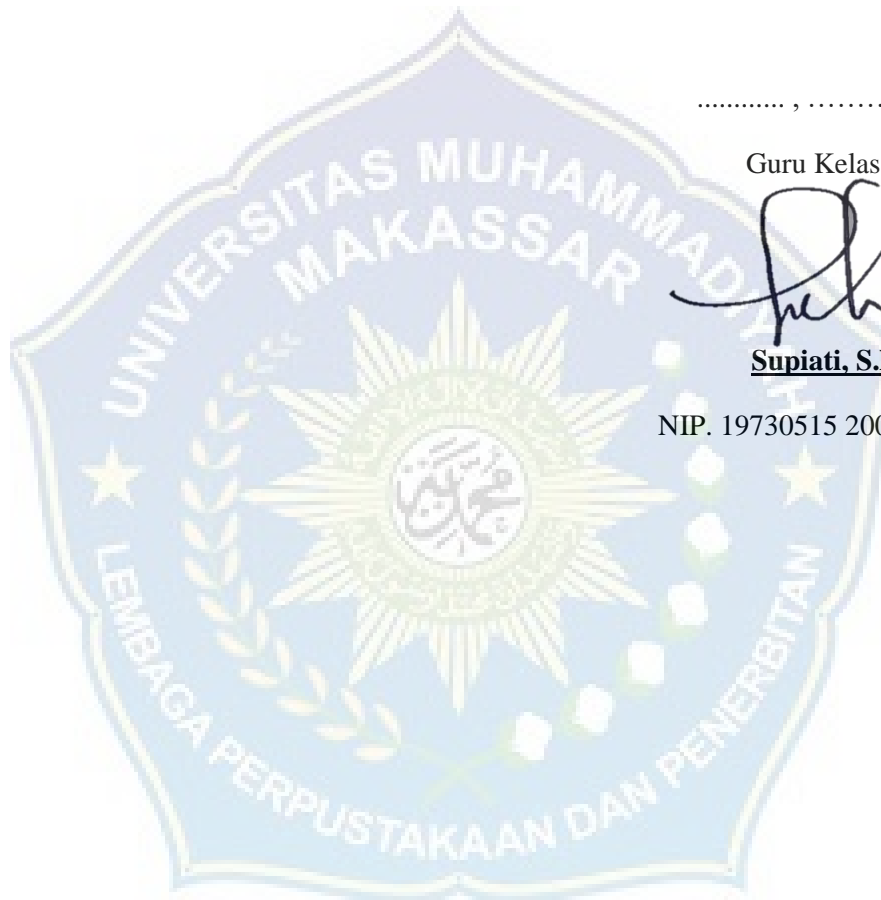 ............ , ………
Guru Kelas
Supiati, S.
NIP. 19730515 200
UNIVERSITAS MUHAMMADIYAH
MAKASSAR
LEMBAGA PERPUSTAKAAN DAN PENERBITAN